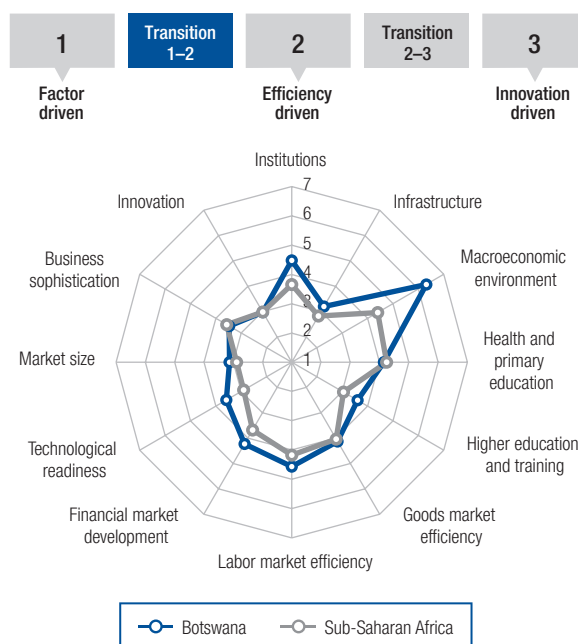 1
Transition
1–2
2
Transition
2–3
3
Factor
driven
Efficiency
driven
Innovation
driven
Institutions
7
Innovation
Infrastructure
6
5
Business
sophistication
Macroeconomic
environment
4
3
2
Market size
1
Health and
primary
education
Technological
readiness
Higher education
and training
Financial market
development
Goods market
efficiency
Labor market efficiency
Botswana
Sub-Saharan Africa